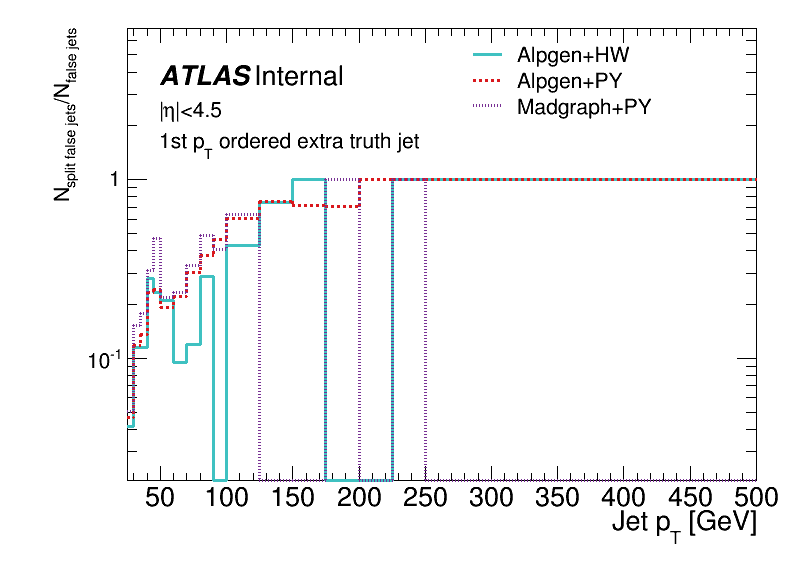 N_split false jets/N_false jets
ATLAS Internal
|η|<4.5
1st p_T ordered extra truth jet
Alpgen+HW
Alpgen+PY
Madgraph+PY
1
10^-1
50 100 150 200 250 300 350 400 450 500
Jet p_T [GeV]